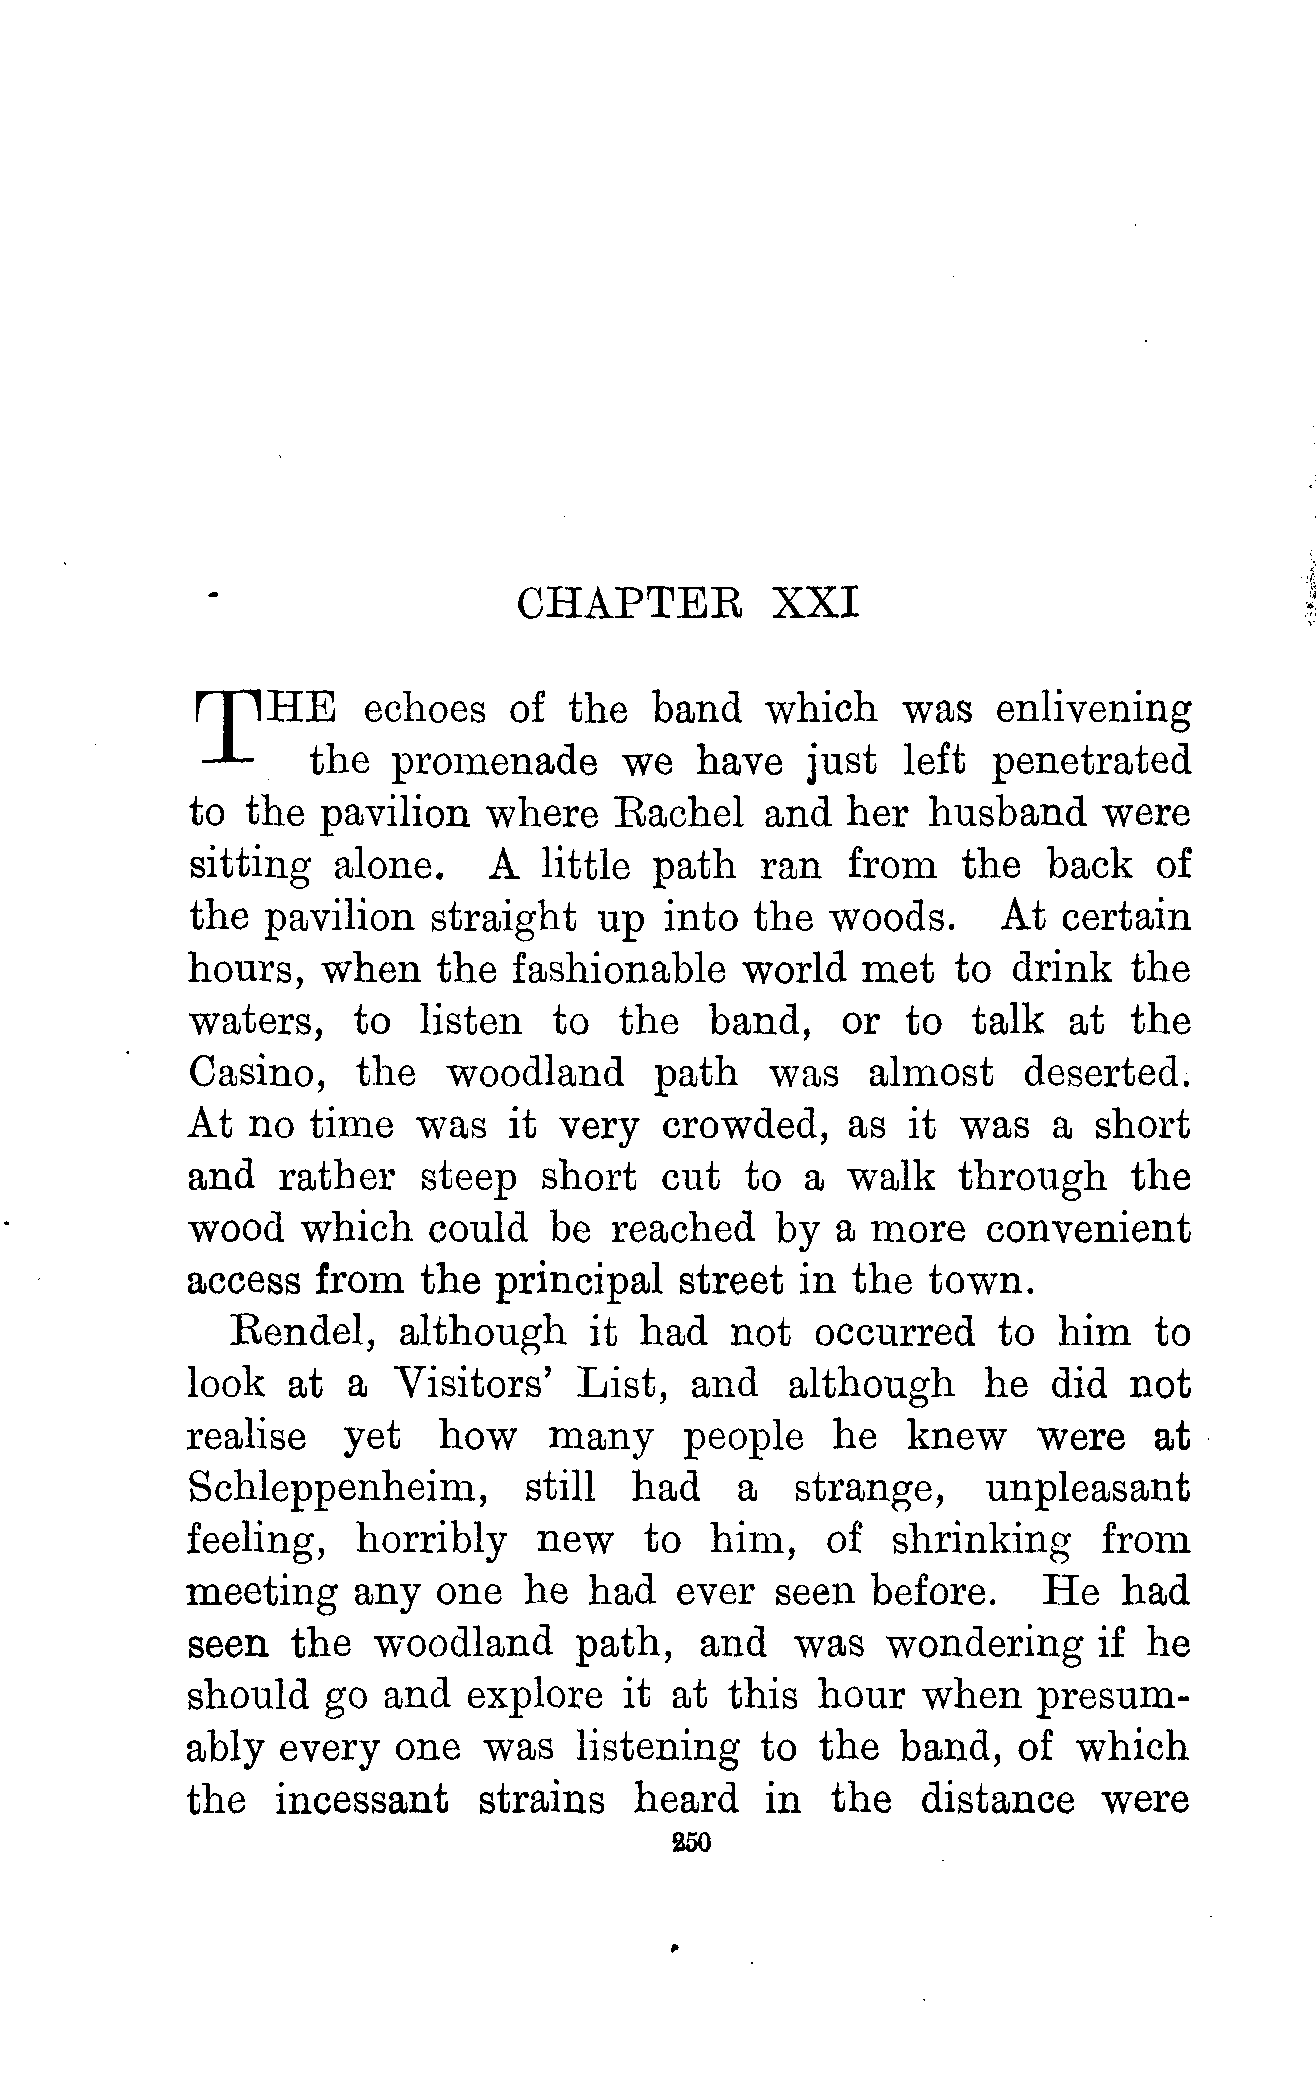 CHAPTER XXI
THE echoes of the band which was enlivening
the promenade we have just left penetrated
to the pavilion where Rachel and her husband were
sitting alone. A little path ran from the back of
the pavilion straight up into the woods. At certain
hours, when the fashionable world met to drink the
waters, to listen to the band, or to talk at the
Casino, the woodland path was almost deserted.
At no time was it very crowded, as it was a short
and rather steep short cut to a walk through the
wood which could be reached by a more convenient
access from the principal street in the town.
Rendel, although it had not occurred to him to
look at a Visitors' List, and although he did not
realise yet how many people he knew were at
Schleppenheim, still had a strange, unpleasant
feeling, horribly new to him, of shrinking from
meeting any one he had ever seen before. He had
seen the woodland path, and was wondering if he
should go and explore it at this hour when presum-
ably every one was listening to the band, of which
the incessant strains heard in the distance were
250